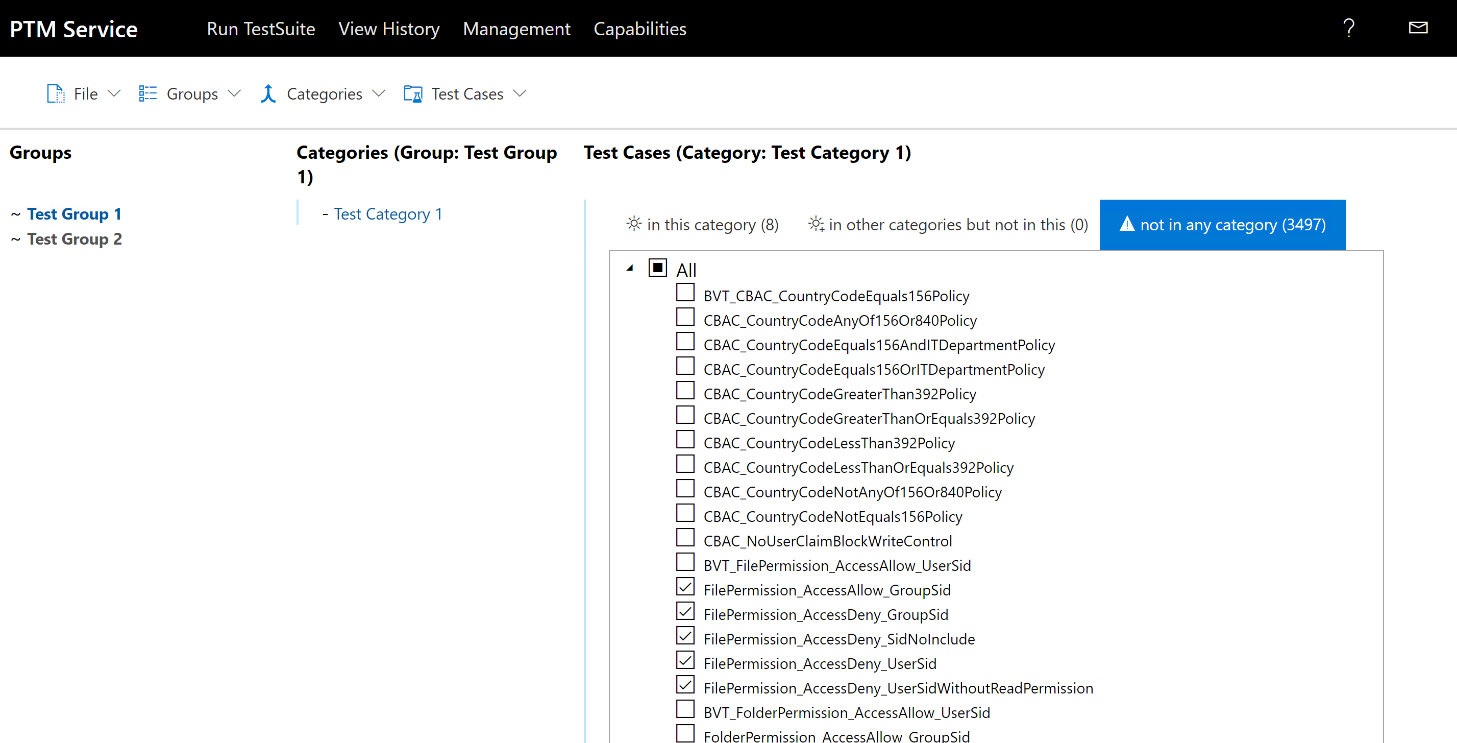 PTM Service
Run TestSuite
View History
Management
Capabilities
?
File
Groups
Categories
Test Cases
Groups
~ Test Group 1
~ Test Group 2
Categories (Group: Test Group
1)
- Test Category 1
Test Cases (Category: Test Category 1)
in this category (8)
in other categories but not in this (0)
not in any category (3497)
All
BVT_CBAC_CountryCodeEquals156Policy
CBAC_CountryCodeAnyOf156Or840Policy
CBAC_CountryCodeEquals156AndITDepartmentPolicy
CBAC_CountryCodeEquals156OrITDepartmentPolicy
CBAC_CountryCodeGreaterThan392Policy
CBAC_CountryCodeGreaterThanOrEquals392Policy
CBAC_CountryCodeLessThan392Policy
CBAC_CountryCodeLessThanOrEquals392Policy
CBAC_CountryCodeNotAnyOf156Or840Policy
CBAC_CountryCodeNotEquals156Policy
CBAC_NoUserClaimBlockWriteControl
BVT_FilePermission_AccessAllow_UserSid
FilePermission_AccessAllow_GroupSid
FilePermission_AccessDeny_GroupSid
FilePermission_AccessDeny_SidNoInclude
FilePermission_AccessDeny_UserSid
FilePermission_AccessDeny_UserSidWithoutReadPermission
BVT_FolderPermission_AccessAllow_UserSid
FolderPermission_AccessAllow_GroupSid